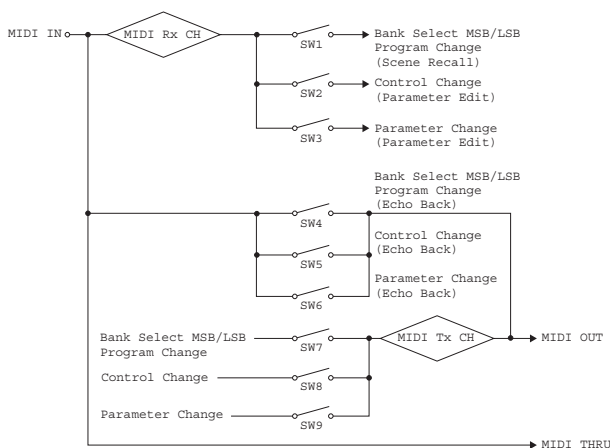 MIDI IN
MIDI Rx CH
SW1
Bank Select MSB/LSB
Program Change
(Scene Recall)
SW2
Control Change
(Parameter Edit)
SW3
Parameter Change
(Parameter Edit)
Bank Select MSB/LSB
Program Change
(Echo Back)
SW4
Control Change
(Echo Back)
SW5
Parameter Change
(Echo Back)
SW6
Bank Select MSB/LSB
Program Change
SW7
MIDI Tx CH
MIDI OUT
Control Change
SW8
Parameter Change
SW9
MIDI THRU